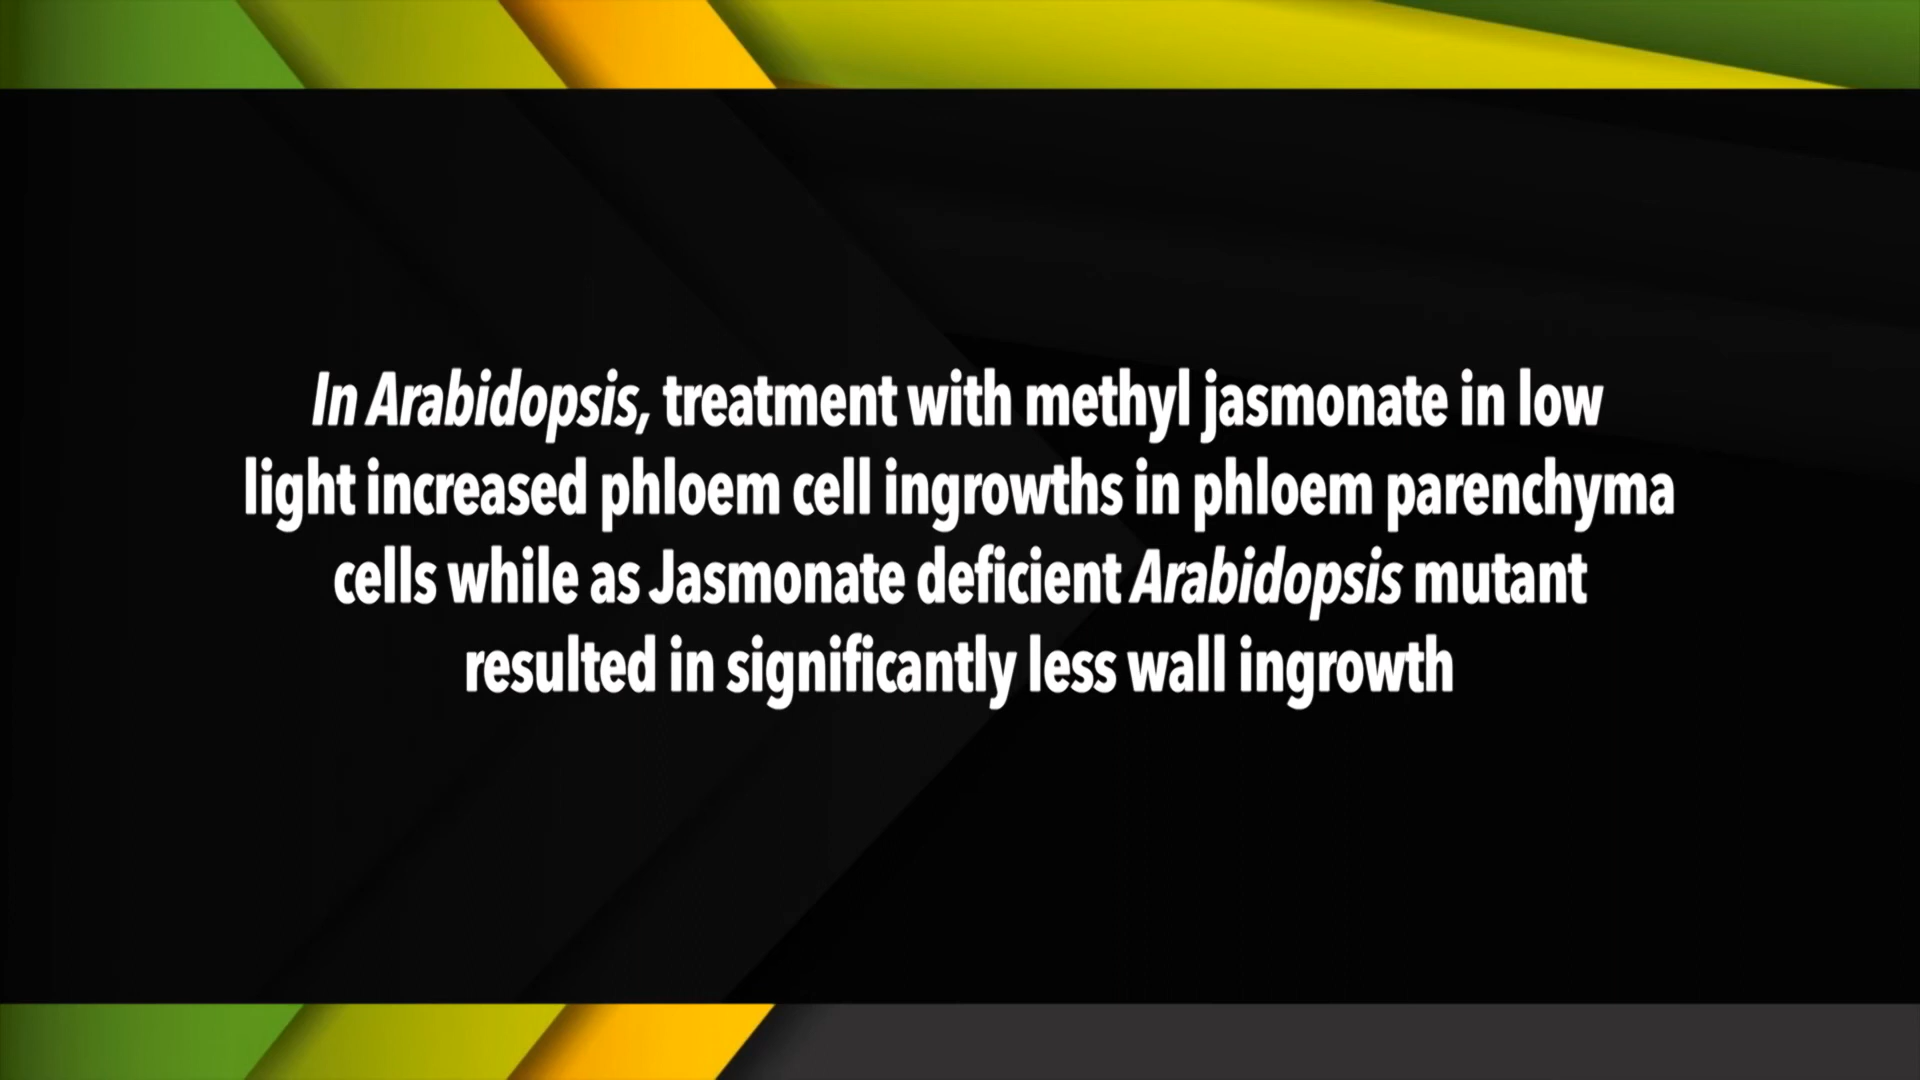 In Arabidopsis, treatment with methyl jasmonate in low
light increased phloem cell ingrowths in phloem parenchyma
cells while as Jasmonate deficient Arabidopsis mutant
resulted in significantly less wall ingrowth